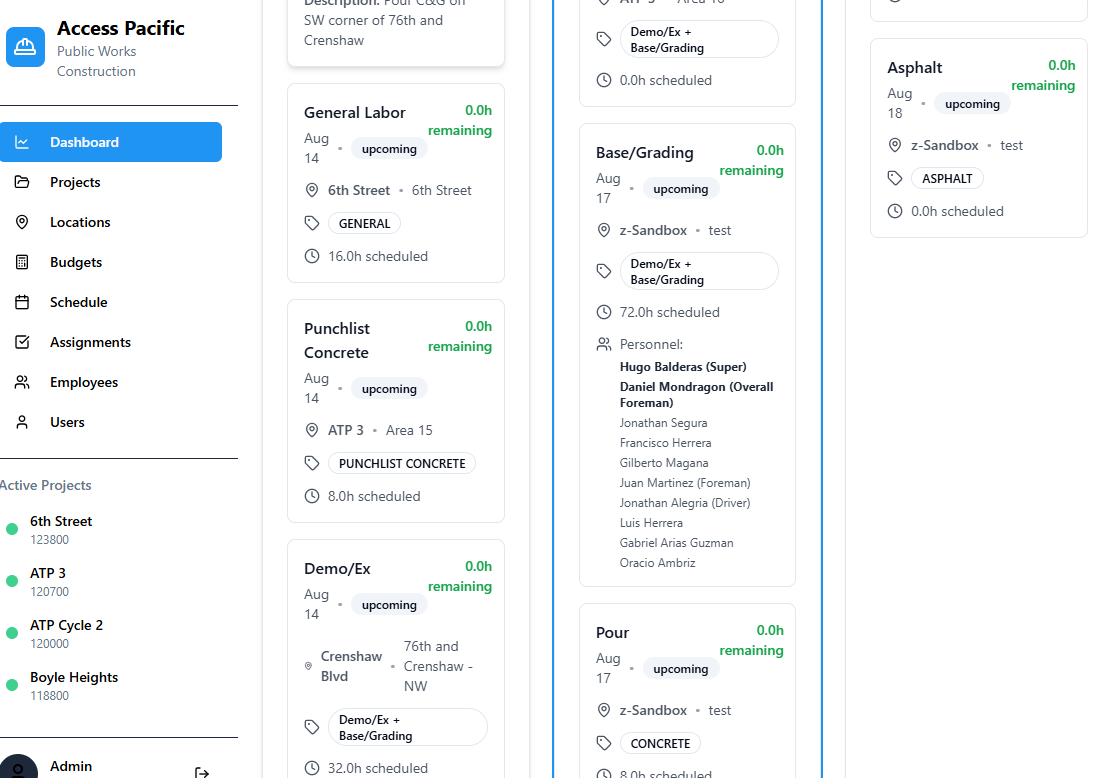 Access Pacific
Public Works
Construction
Dashboard
Projects
Locations
Budgets
Schedule
Assignments
Employees
Users
Active Projects
6th Street
123800
ATP 3
120700
ATP Cycle 2
120000
Boyle Heights
118800
Admin
Description: Pour C&G on
SW corner of 76th and
Crenshaw
General Labor
0.0h
remaining
Aug
14
• upcoming
6th Street • 6th Street
GENERAL
16.0h scheduled
Punchlist
Concrete
0.0h
remaining
Aug
14
• upcoming
ATP 3 • Area 15
PUNCHLIST CONCRETE
8.0h scheduled
Demo/Ex
0.0h
remaining
Aug
14
• upcoming
Crenshaw
Blvd
•
76th and
Crenshaw -
NW
Demo/Ex +
Base/Grading
32.0h scheduled
ATP 3 • Area 16
Demo/Ex +
Base/Grading
0.0h scheduled
Base/Grading
0.0h
remaining
Aug
17
• upcoming
z-Sandbox • test
Demo/Ex +
Base/Grading
72.0h scheduled
Personnel:
Hugo Balderas (Super)
Daniel Mondragon (Overall
Foreman)
Jonathan Segura
Francisco Herrera
Gilberto Magana
Juan Martinez (Foreman)
Jonathan Alegria (Driver)
Luis Herrera
Gabriel Arias Guzman
Oracio Ambriz
Pour
0.0h
remaining
Aug
17
• upcoming
z-Sandbox • test
CONCRETE
8.0h scheduled
Asphalt
0.0h
remaining
Aug
18
• upcoming
z-Sandbox • test
ASPHALT
0.0h scheduled